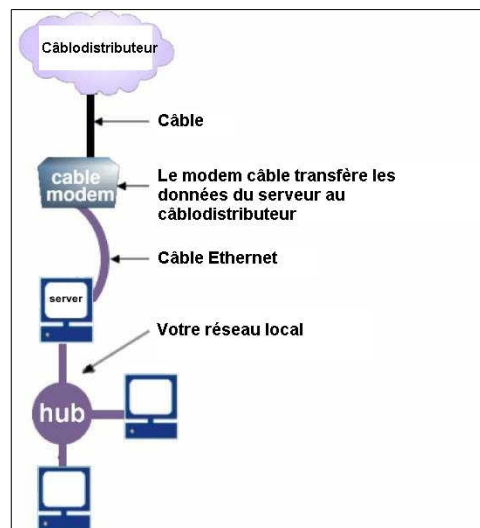 Câblodistributeur
Câble
cable
modem
Le modem câble transfère les
données du serveur au
câblodistributeur
Câble Ethernet
server
Votre réseau local
hub